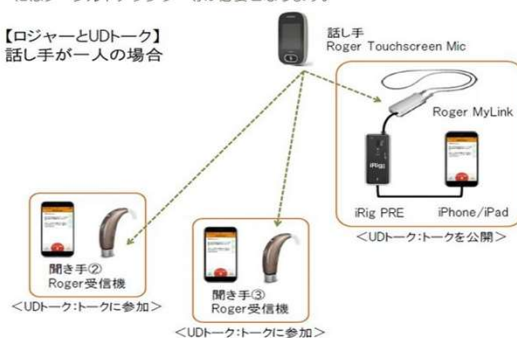 【ロジャーとUDトーク】
話し手が一人の場合
話し手
Roger Touchscreen Mic
Roger MyLink
iRig
iRig PRE
iPhone/iPad
<UDトーク:トークを公開>
聞き手②
Roger受信機
<UDトーク:トークに参加>
聞き手③
Roger受信機
<UDトーク:トークに参加>